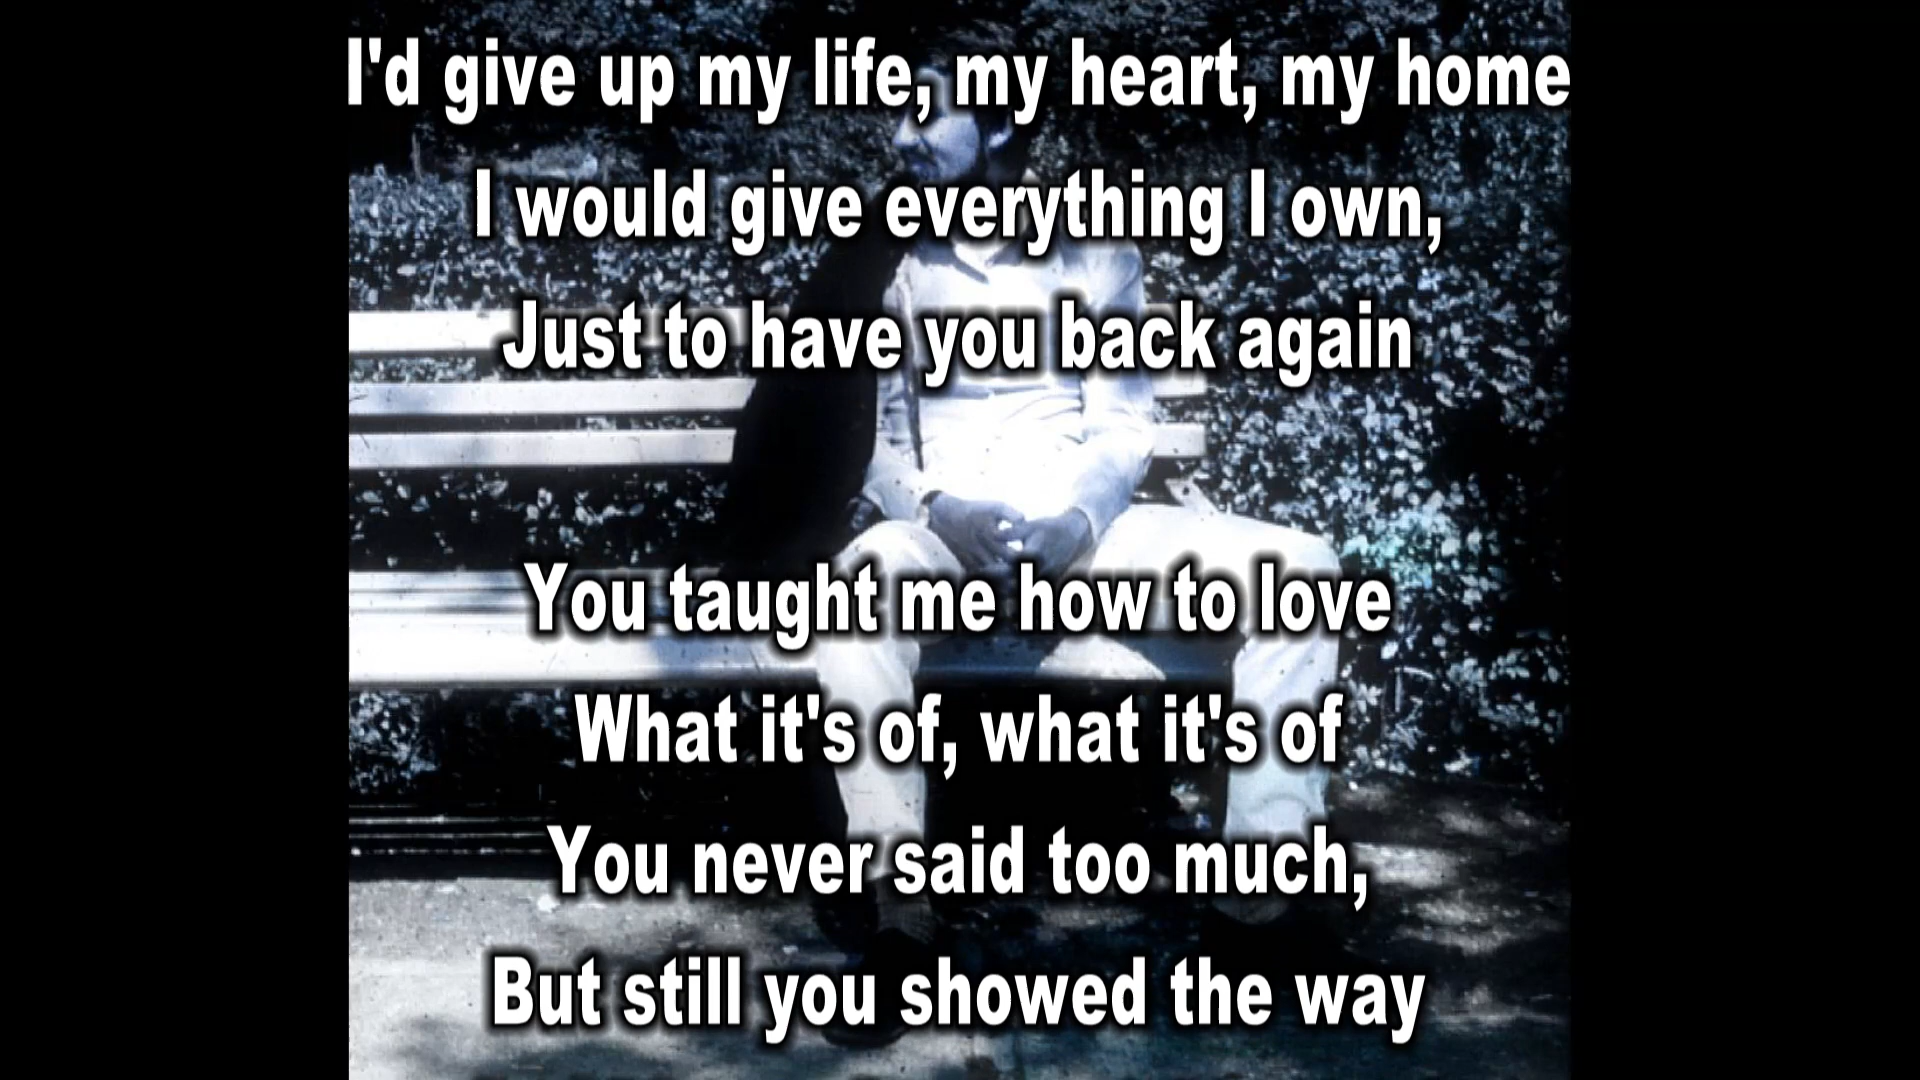 I'd give up my life, my heart, my home
I would give everything I own,
Just to have you back again
You taught me how to love
What it's of, what it's of
You never said too much,
But still you showed the way